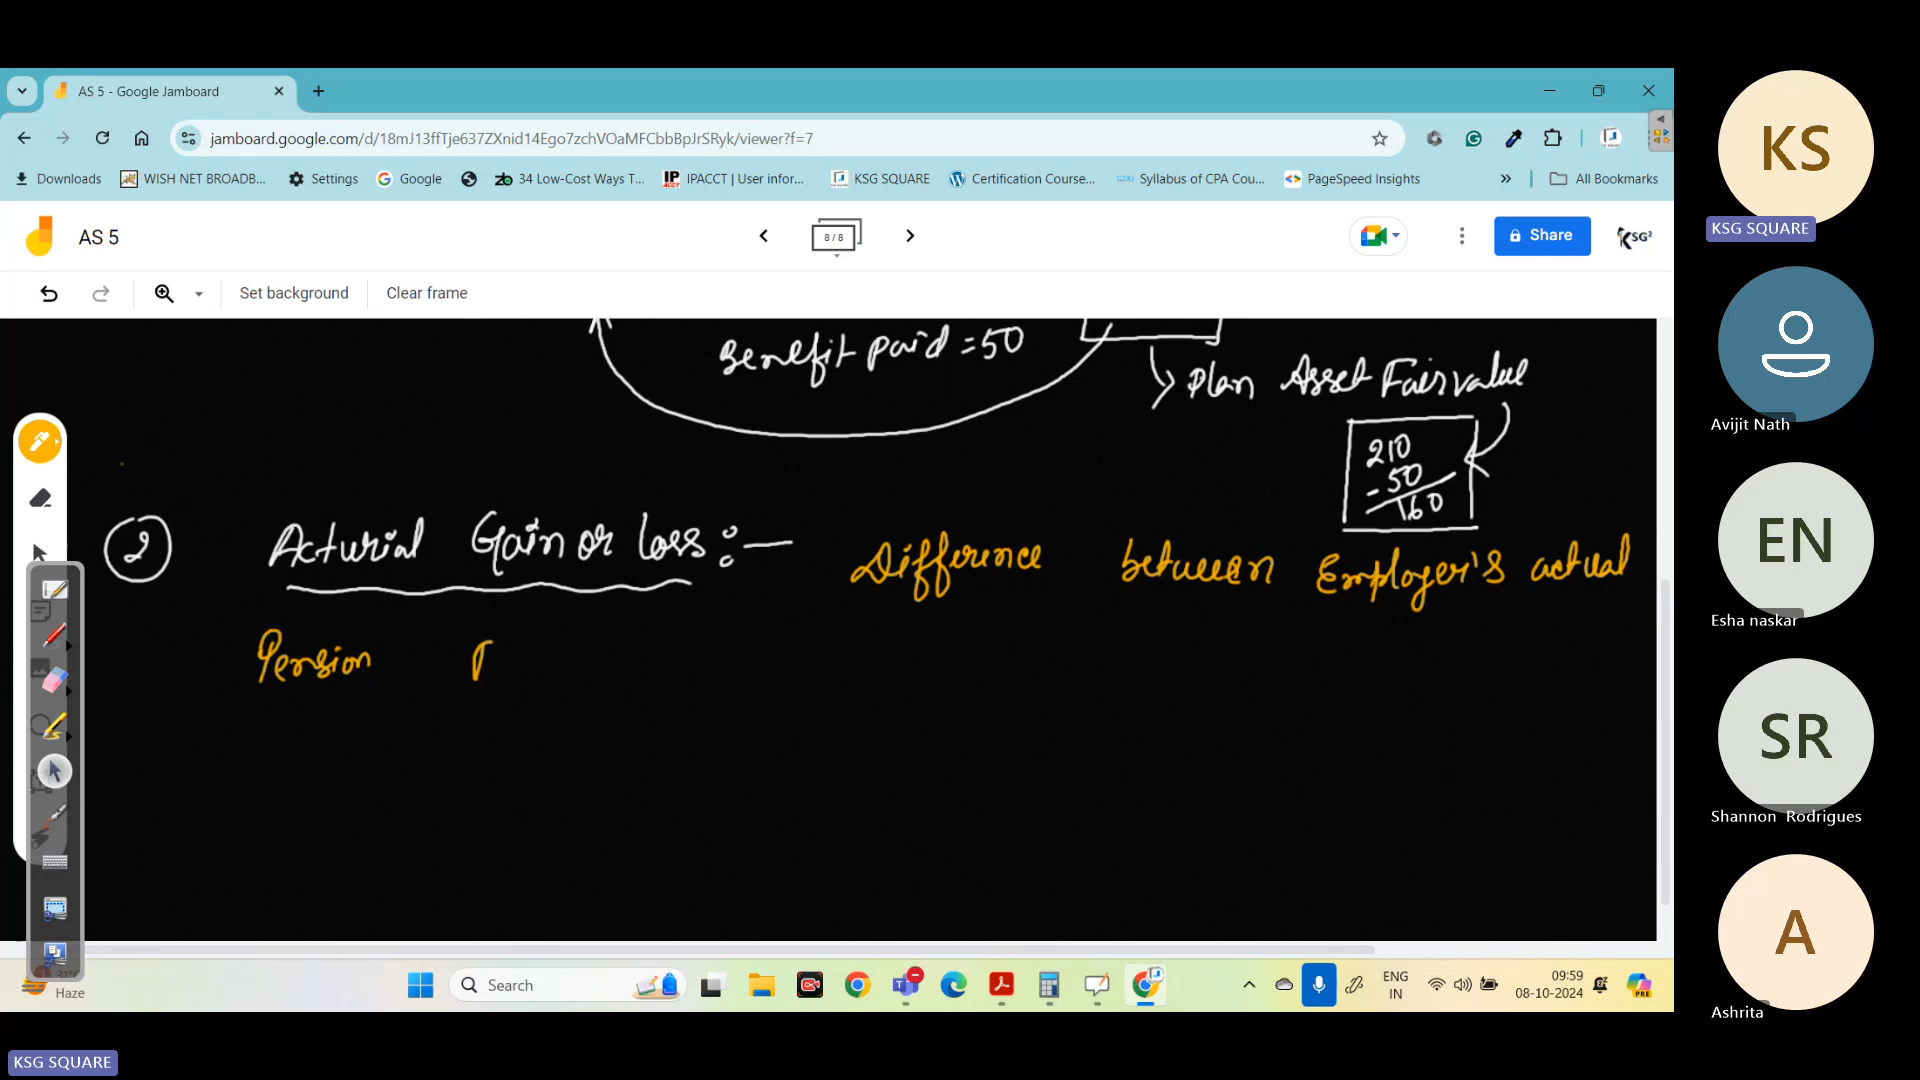 AS 5 - Google Jamboard
jamboard.google.com/d/18mJ13ffTje637ZXnid14Ego7zchVOaMFCbbBpJrSRyk/viewer?f=7
Downloads WISH NET BROADB... Settings Google 34 Low-Cost Ways T... IPACCT | User infor... KSG SQUARE Certification Course... Syllabus of CPA Cou... PageSpeed Insights » All Bookmarks
AS 5 8 / 8 Share KSG²
Set background Clear frame
Benefit paid = 50
Plan Asset Fair value
210
- 50
160
2 Acturial Gain or loss :- Difference between Employer's actual
Pension
31°C
Haze
Search
ENG
IN
09:59
08-10-2024
KS
KSG SQUARE
Avijit Nath
EN
Esha naskar
SR
Shannon Rodrigues
A
Ashrita
KSG SQUARE